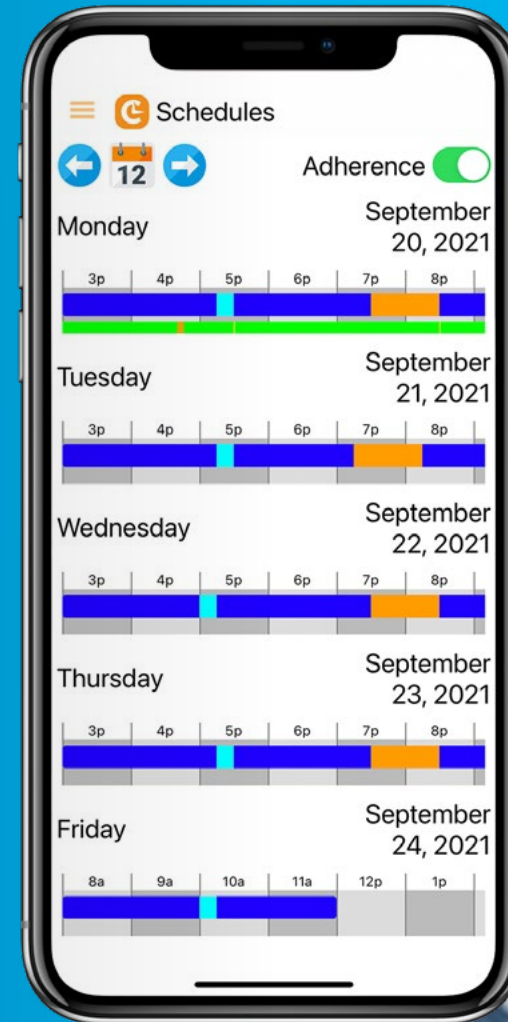 Schedules
12
Adherence
Monday
September
20, 2021
3p 4p 5p 6p 7p 8p
Tuesday
September
21, 2021
3p 4p 5p 6p 7p 8p
Wednesday
September
22, 2021
3p 4p 5p 6p 7p 8p
Thursday
September
23, 2021
3p 4p 5p 6p 7p 8p
Friday
September
24, 2021
8a 9a 10a 11a 12p 1p